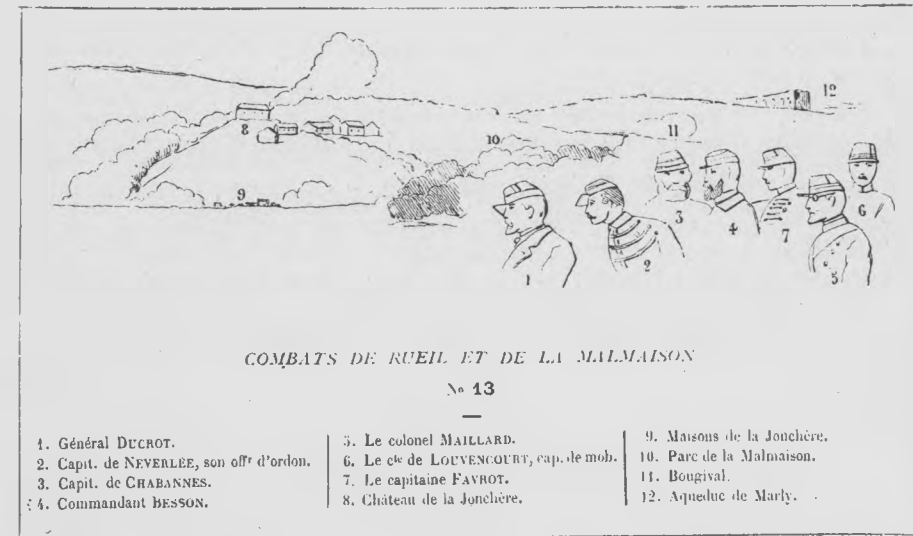 12
8
10
11
9
3
4
7
6
1
2
5
COMBATS DE RUEIL ET DE LA MALMAISON
No 13
1. Général DUCROT.
2. Capit. de NEVERLÉE, son offr d'ordon.
3. Capit. de CHABANNES.
4. Commandant BESSON.
5. Le colonel MAILLARD.
6. Le cte de LOUVENCOURT, cap. de mob.
7. Le capitaine FAVROT.
8. Château de la Jonchère.
9. Maisons de la Jonchère.
10. Parc de la Malmaison.
11. Bougival.
12. Aqueduc de Marly.